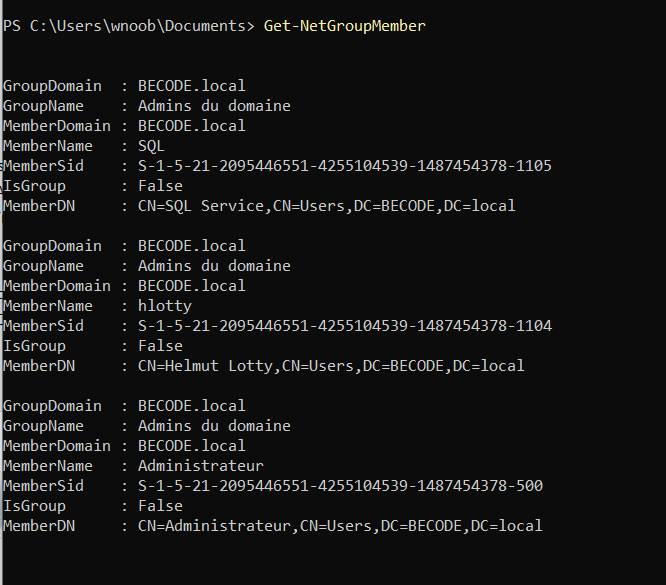 PS C:\Users\wnoob\Documents> Get-NetGroupMember
GroupDomain  : BECODE.local
GroupName    : Admins du domaine
MemberDomain : BECODE.local
MemberName   : SQL
MemberSid    : S-1-5-21-2095446551-4255104539-1487454378-1105
IsGroup      : False
MemberDN     : CN=SQL Service,CN=Users,DC=BECODE,DC=local
GroupDomain  : BECODE.local
GroupName    : Admins du domaine
MemberDomain : BECODE.local
MemberName   : hlotty
MemberSid    : S-1-5-21-2095446551-4255104539-1487454378-1104
IsGroup      : False
MemberDN     : CN=Helmut Lotty,CN=Users,DC=BECODE,DC=local
GroupDomain  : BECODE.local
GroupName    : Admins du domaine
MemberDomain : BECODE.local
MemberName   : Administrateur
MemberSid    : S-1-5-21-2095446551-4255104539-1487454378-500
IsGroup      : False
MemberDN     : CN=Administrateur,CN=Users,DC=BECODE,DC=local